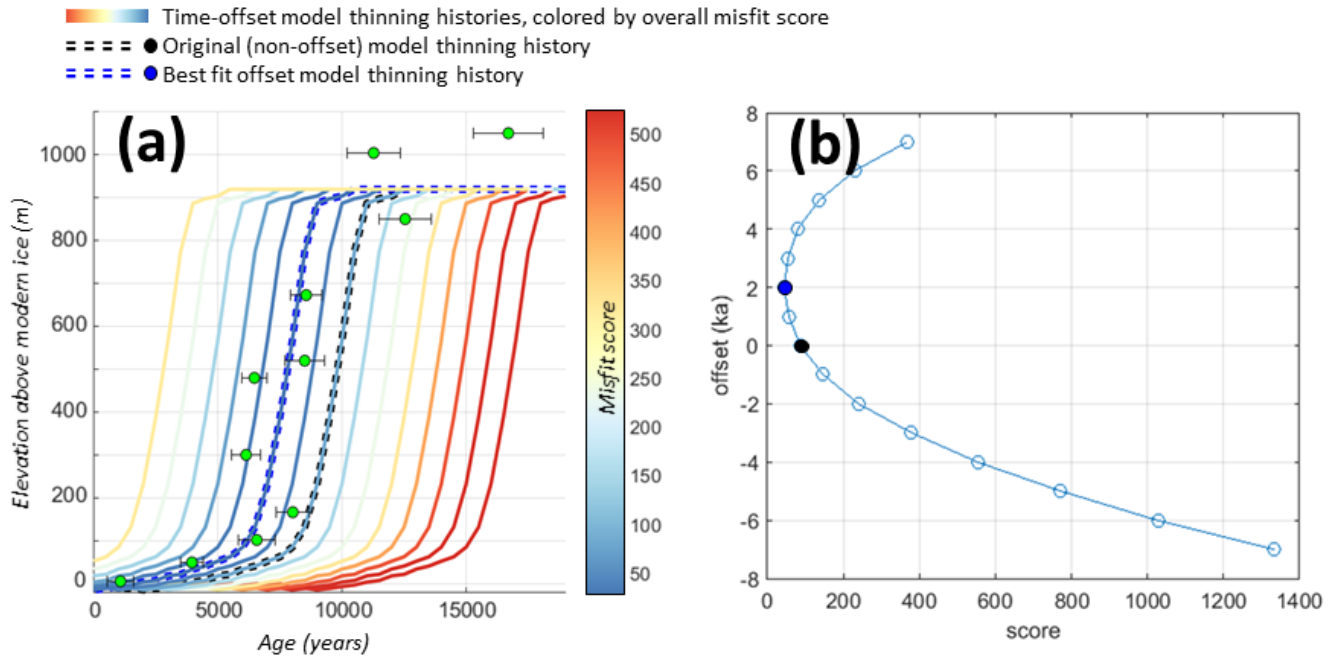 Time-offset model thinning histories, colored by overall misfit score
Original (non-offset) model thinning history
Best fit offset model thinning history
(a)
1000
800
600
400
200
0
Elevation above modern ice (m)
0 5000 10000 15000
Age (years)
500
450
400
350
300
250
200
150
100
50
Misfit score
(b)
8
6
4
2
0
-2
-4
-6
-8
offset (ka)
0 200 400 600 800 1000 1200 1400
score